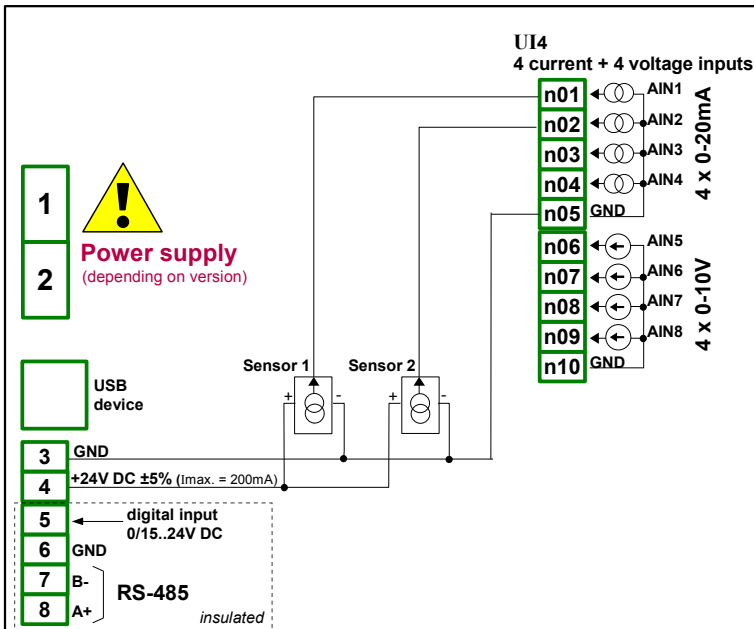 UI4
4 current + 4 voltage inputs
n01 AIN1
n02 AIN2
n03 AIN3
n04 AIN4
n05 GND
4 x 0-20mA
n06 AIN5
n07 AIN6
n08 AIN7
n09 AIN8
n10 GND
4 x 0-10V
1
2
!
Power supply
(depending on version)
Sensor 1
+ -
Sensor 2
+ -
USB
device
3 GND
4 +24V DC ±5% (Imax. = 200mA)
5 digital input
0/15..24V DC
6 GND
7 B-
8 A+
RS-485
insulated